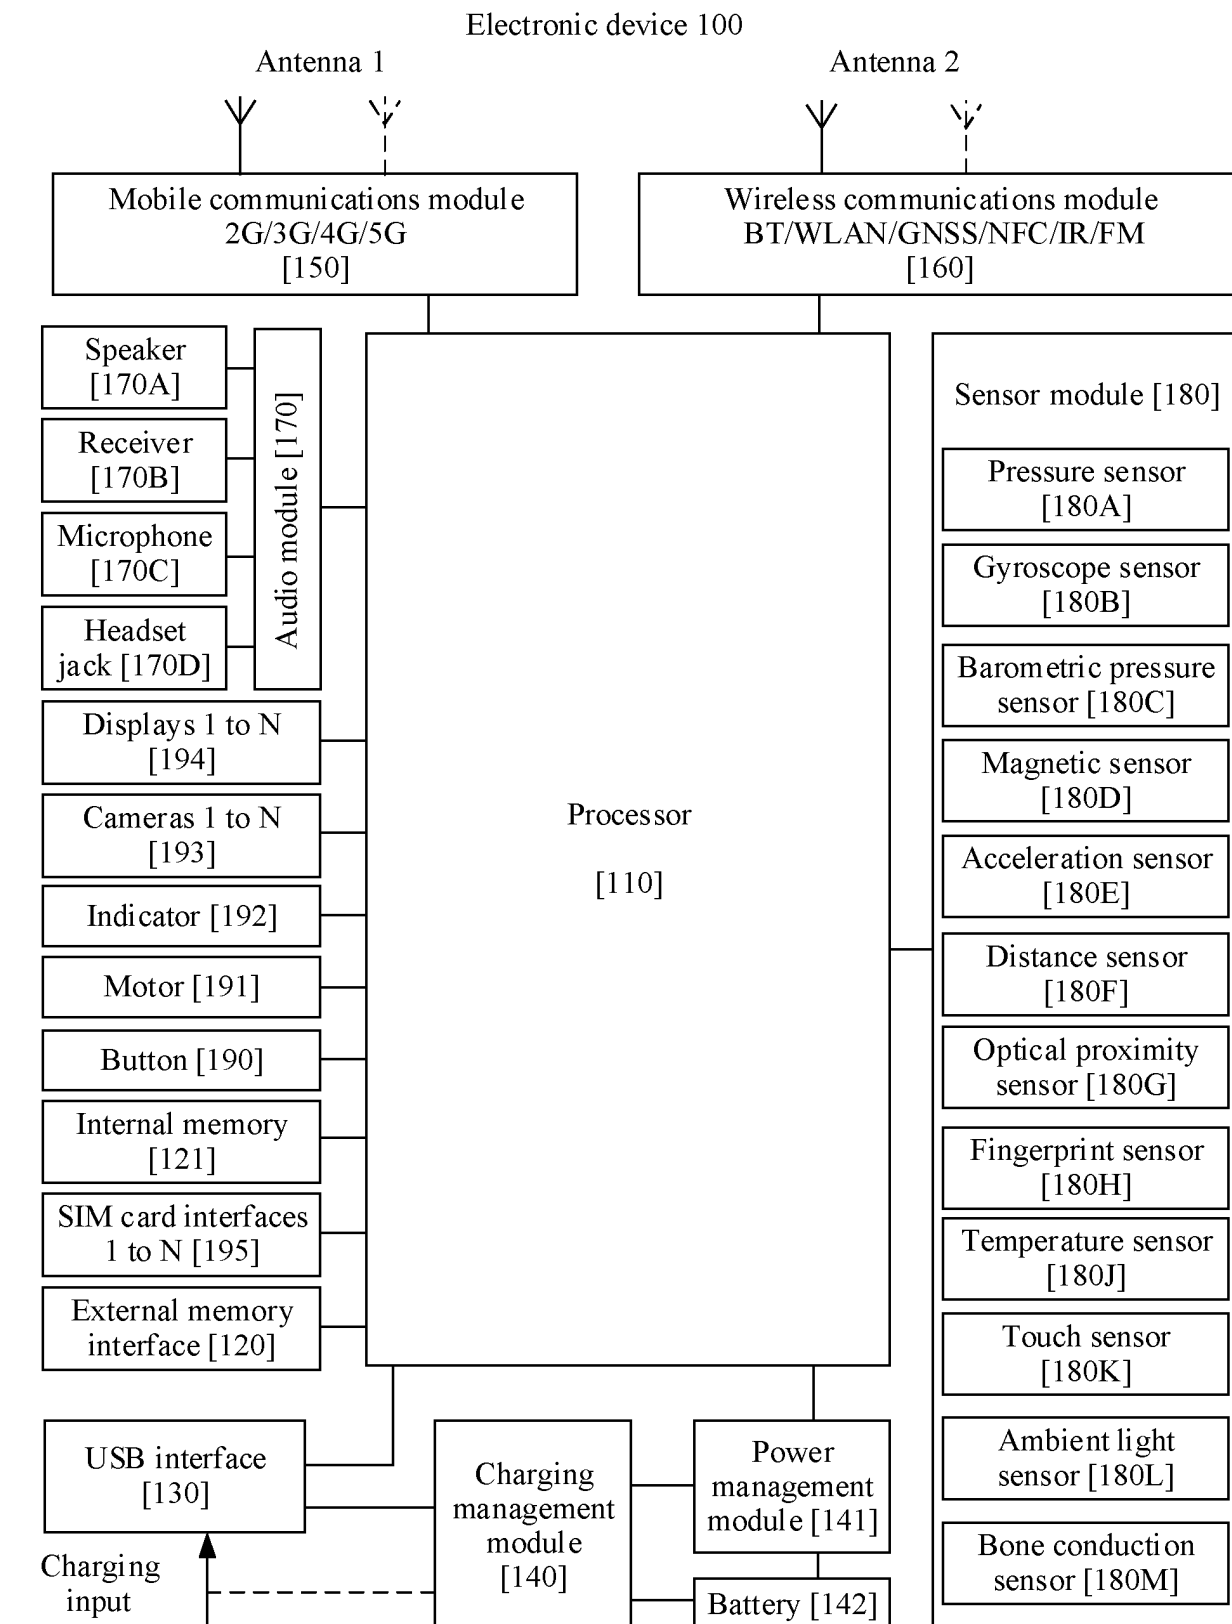 Electronic device 100
Antenna 1
Antenna 2
Mobile communications module
2G/3G/4G/5G
[150]
Wireless communications module
BT/WLAN/GNSS/NFC/IR/FM
[160]
Speaker
[170A]
Receiver
[170B]
Microphone
[170C]
Headset
jack [170D]
Audio module [170]
Displays 1 to N
[194]
Cameras 1 to N
[193]
Indicator [192]
Motor [191]
Button [190]
Internal memory
[121]
SIM card interfaces
1 to N [195]
External memory
interface [120]
Processor
[110]
Sensor module [180]
Pressure sensor
[180A]
Gyroscope sensor
[180B]
Barometric pressure
sensor [180C]
Magnetic sensor
[180D]
Acceleration sensor
[180E]
Distance sensor
[180F]
Optical proximity
sensor [180G]
Fingerprint sensor
[180H]
Temperature sensor
[180J]
Touch sensor
[180K]
Ambient light
sensor [180L]
Bone conduction
sensor [180M]
USB interface
[130]
Charging
input
Charging
management
module
[140]
Power
management
module [141]
Battery [142]